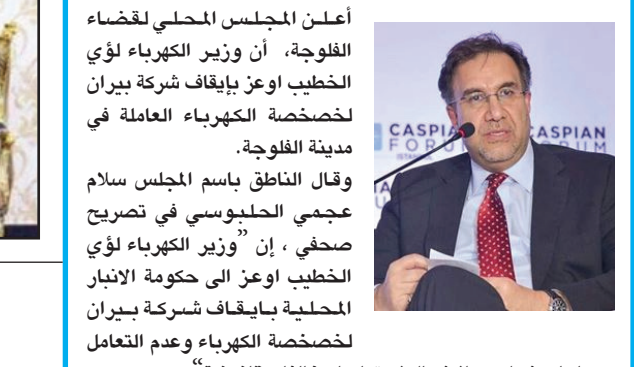 أعلن المجلس المحلي لقضاء
الفلوجة، أن وزير الكهرباء لؤي
الخطيب اوعز بإيقاف شركة بيران
لخصخصة الكهرباء العاملة في
مدينة الفلوجة.
وقال الناطق باسم المجلس سلام
عجمي الحلبوسي في تصريح
صحفي ، إن ”وزير الكهرباء لؤي
الخطيب اوعز الى حكومة الانبار
المحلية بايقاف شركة بيران
لخصخصة الكهرباء وعدم التعامل
CASPIAN CASPIAN
FORUM FORUM
ISTANBUL